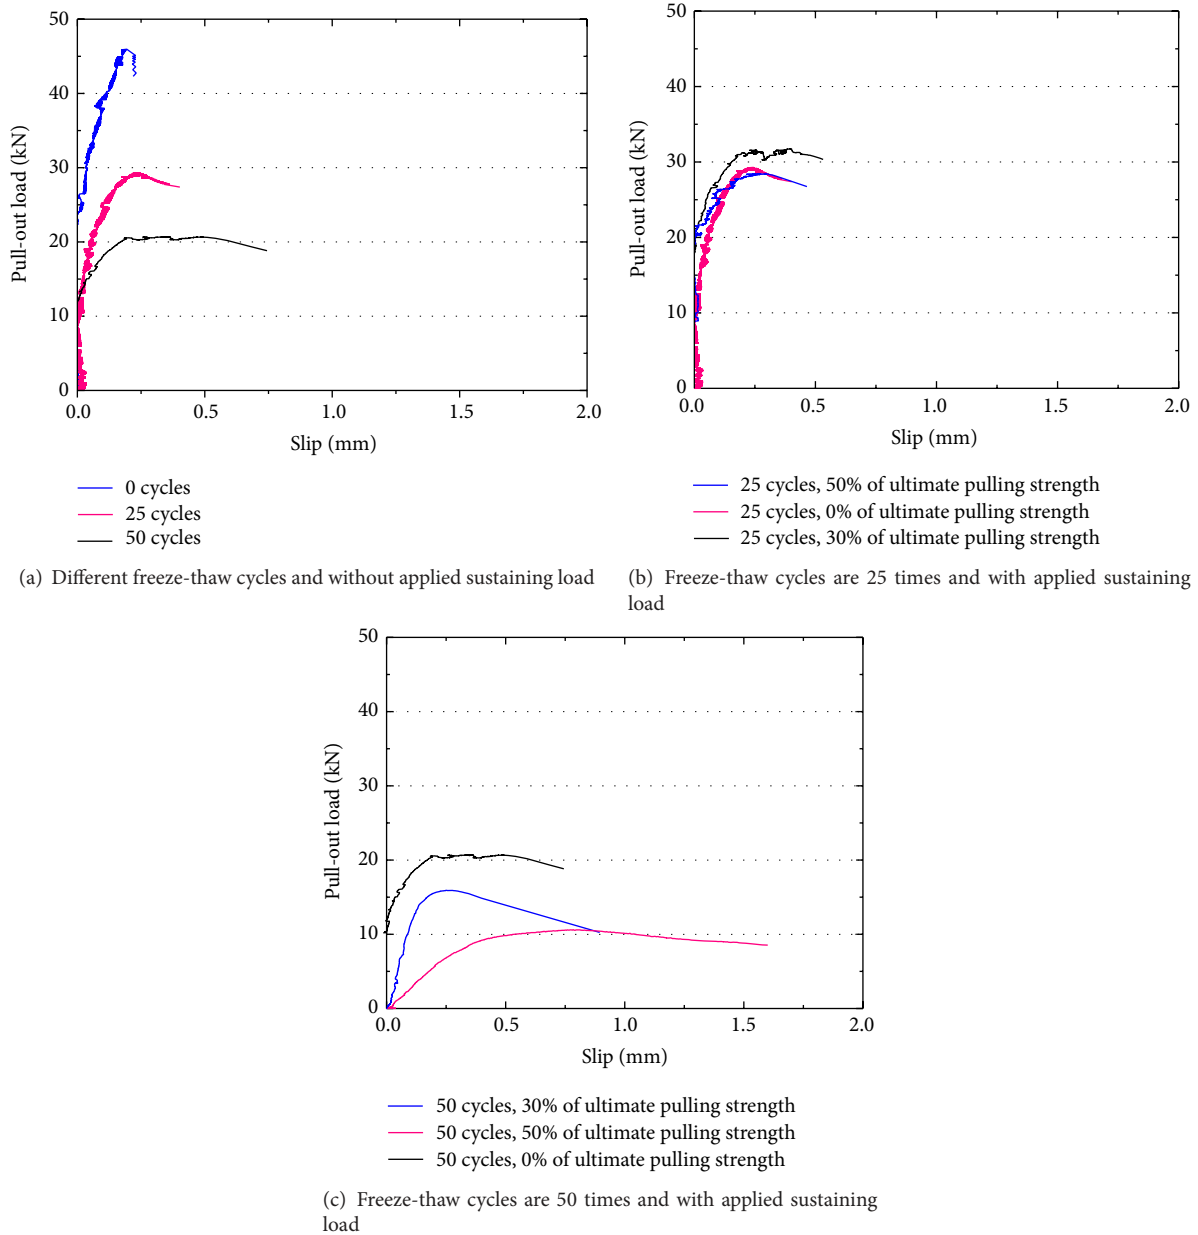 50
40
30
20
10
0
Pull-out load (kN)
0.0 0.5 1.0 1.5 2.0
Slip (mm)
0 cycles
25 cycles
50 cycles
(a) Different freeze-thaw cycles and without applied sustaining load
50
40
30
20
10
0
Pull-out load (kN)
0.0 0.5 1.0 1.5 2.0
Slip (mm)
25 cycles, 50% of ultimate pulling strength
25 cycles, 0% of ultimate pulling strength
25 cycles, 30% of ultimate pulling strength
(b) Freeze-thaw cycles are 25 times and with applied sustaining
load
50
40
30
20
10
0
Pull-out load (kN)
0.0 0.5 1.0 1.5 2.0
Slip (mm)
50 cycles, 30% of ultimate pulling strength
50 cycles, 50% of ultimate pulling strength
50 cycles, 0% of ultimate pulling strength
(c) Freeze-thaw cycles are 50 times and with applied sustaining
load